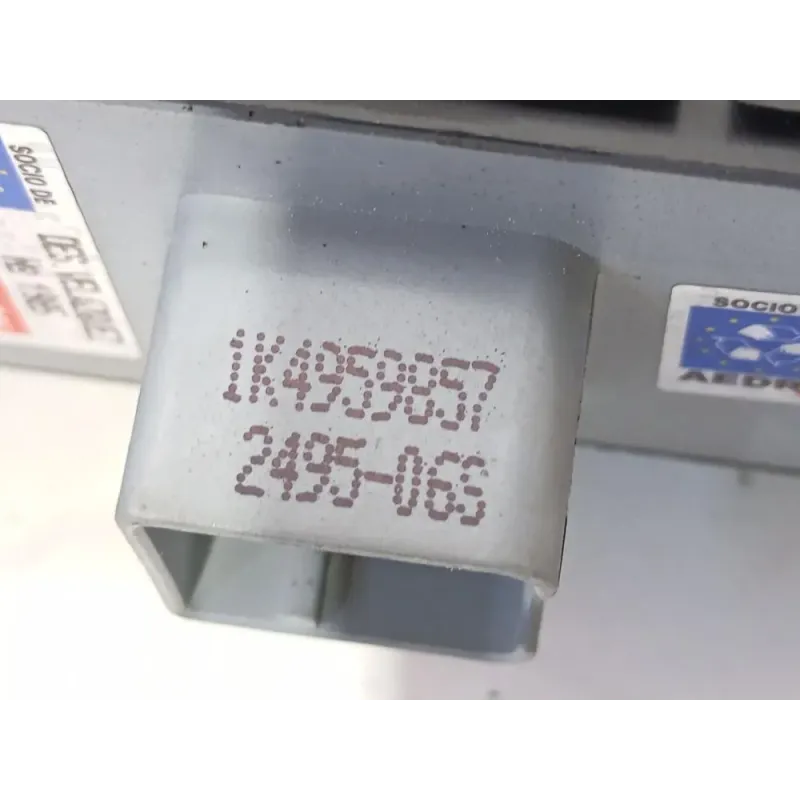 SOCIO DE
1K4959857
2495-06S
SOCIO
AEDR